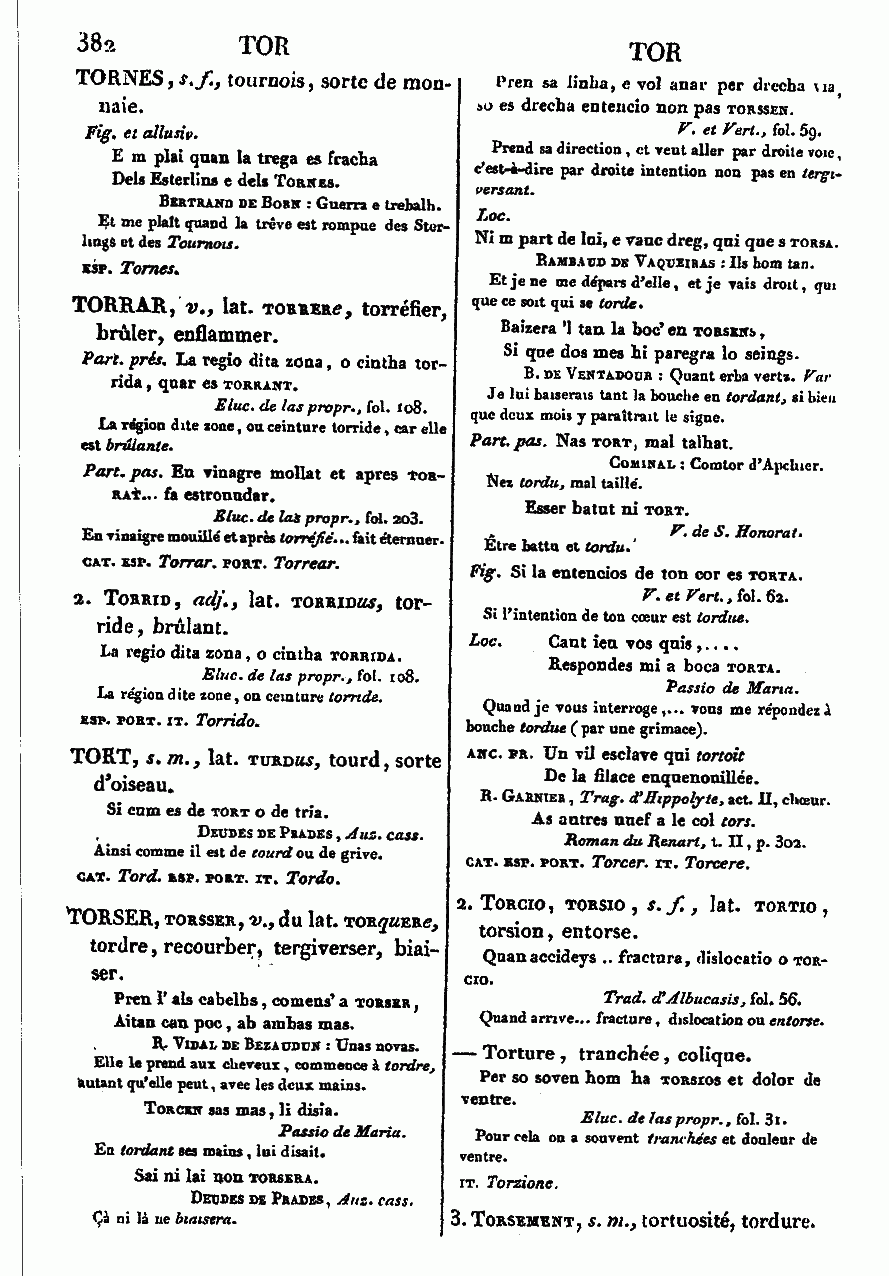 382 TOR
TORNES, s. f., tournois, sorte de mon-
naie.
Fig. et allusiv.
E m plai quan la trega es fracha
Dels Esterlins e dels TORNES.
BERTRAND DE BORN : Guerra e trebalh.
Et me plaît quand la trêve est rompue des Ster-
lings et des Tournois.
ESP. Tornes.
TORRAR, v., lat. TORRERE, torréfier,
brûler, enflammer.
Part. prés. La regio dita zona, o cintha tor-
rida, quar es TORRANT.
Eluc. de las propr., fol. 108.
La région dite zone, ou ceinture torride, car elle
est brûlante.
Part. pas. En vinagre mollat et apres TOR-
RAT... fa estronudar.
Eluc. de las propr., fol. 203.
En vinaigre mouillé et après torréfié... fait éternuer.
CAT. ESP. Torrar. PORT. Torrear.
2. TORRID, adj., lat. TORRIDus, tor-
ride, brûlant.
La regio dita zona, o cintha TORRIDA.
Eluc. de las propr., fol. 108.
La région dite zone, ou ceinture torride.
ESP. PORT. IT. Torrido.
TORT, s. m., lat. TURDus, tourd, sorte
d'oiseau.
Si cum es de TORT o de tria.
DEUDES DE PRADES, Auz. cass.
Ainsi comme il est de tourd ou de grive.
CAT. Tord. ESP. PORT. IT. Tordo.
TORSER, TORSSER, v., du lat. TORquERE,
tordre, recourber, tergiverser, biai-
ser.
Pren l' als cabelhs, comens' a TORSER,
Aitan can poc, ab ambas mas.
R. VIDAL DE BEZAUDUN : Unas novas.
Elle le prend aux cheveux, commence à tordre,
autant qu'elle peut, avec les deux mains.
TORCEN sas mas, li disia.
Passio de Maria.
En tordant ses mains, lui disait.
Sai ni lai non TORSERA.
DEUDES DE PRADES, Auz. cass.
Çà ni là ne biaisera.
TOR
Pren sa linha, e vol anar per drecha via,
so es drecha entencio non pas TORSSEN.
V. et Vert., fol. 59.
Prend sa direction, et veut aller par droite voie,
c'est-à-dire par droite intention non pas en tergi-
versant.
Loc.
Ni m part de lui, e vauc dreg, qui que s TORSA.
RAMBAUD DE VAQUEIRAS : Ils hom tan.
Et je ne me dépars d'elle, et je vais droit, qui
que ce soit qui se torde.
Baizera 'l tan la boc' en TORSENS,
Si que dos mes hi paregra lo seings.
B. DE VENTADOUR : Quant erba vertz. Var
Je lui baiserais tant la bouche en tordant, si bien
que deux mois y paraîtrait le signe.
Part. pas. Nas TORT, mal talhat.
COMINAL : Comtor d'Apchier.
Nez tordu, mal taillé.
Esser batut ni TORT.
V. de S. Honorat.
Être battu et tordu.
Fig. Si la entencios de ton cor es TORTA.
V. et Vert., fol. 62.
Si l'intention de ton cœur est tordue.
Loc. Cant ieu vos quis,....
Respondes mi a boca TORTA.
Passio de Maria.
Quand je vous interroge,... vous me répondez à
bouche tordue (par une grimace).
ANC. FR. Un vil esclave qui tortoit
De la filace enquenouillée.
R. GARNIER, Trag. d'Hippolyte, act. II, chœur.
As autres nuef a le col tors.
Roman du Renart, t. II, p. 302.
CAT. ESP. PORT. Torcer. IT. Torcere.
2. TORCIO, TORSIO, s. f., lat. TORTIO,
torsion, entorse.
Quan accideys .. fractura, dislocatio o TOR-
CIO.
Trad. d'Albucasis, fol. 56.
Quand arrive... fracture, dislocation ou entorse.
— Torture, tranchée, colique.
Per so soven hom ha TORSIOS et dolor de
ventre.
Eluc. de las propr., fol. 31.
Pour cela on a souvent tranchées et douleur de
ventre.
IT. Torzione.
3. TORSEMENT, s. m., tortuosité, tordure.